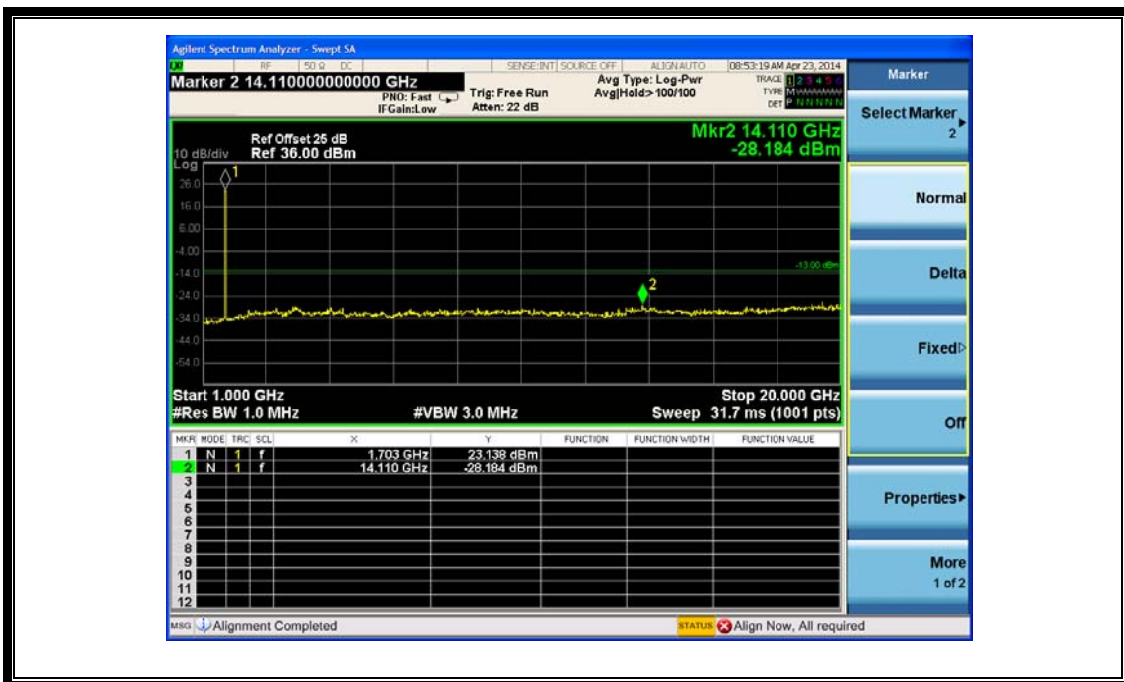 Agilent Spectrum Analyzer - Swept SA
RF 50 Ω DC SENSE:INT SOURCE OFF ALIGN AUTO 08:53:19 AM Apr 23, 2014
Marker 2 14.110000000000 GHz
PNO: Fast
IFGain:Low
Trig: Free Run
Atten: 22 dB
Avg Type: Log-Pwr
Avg|Hold>100/100
TRACE 1 2 3 4 5 6
TYPE M
DET P N N N N N
Ref Offset 25 dB
10 dB/div Ref 36.00 dBm
Log
Mkr2 14.110 GHz
-28.184 dBm
1
26.0
16.0
6.00
-4.00
-13.00 dBm
-14.0
2
-24.0
-34.0
-44.0
-54.0
Start 1.000 GHz Stop 20.000 GHz
#Res BW 1.0 MHz #VBW 3.0 MHz Sweep 31.7 ms (1001 pts)
MKR MODE TRC SCL X Y FUNCTION FUNCTION WIDTH FUNCTION VALUE
1 N 1 f 1.703 GHz 23.138 dBm
2 N 1 f 14.110 GHz -28.184 dBm
3
4
5
6
7
8
9
10
11
12
MSG Alignment Completed STATUS Align Now, All required
Marker
Select Marker
2
Normal
Delta
Fixed
Off
Properties
More
1 of 2